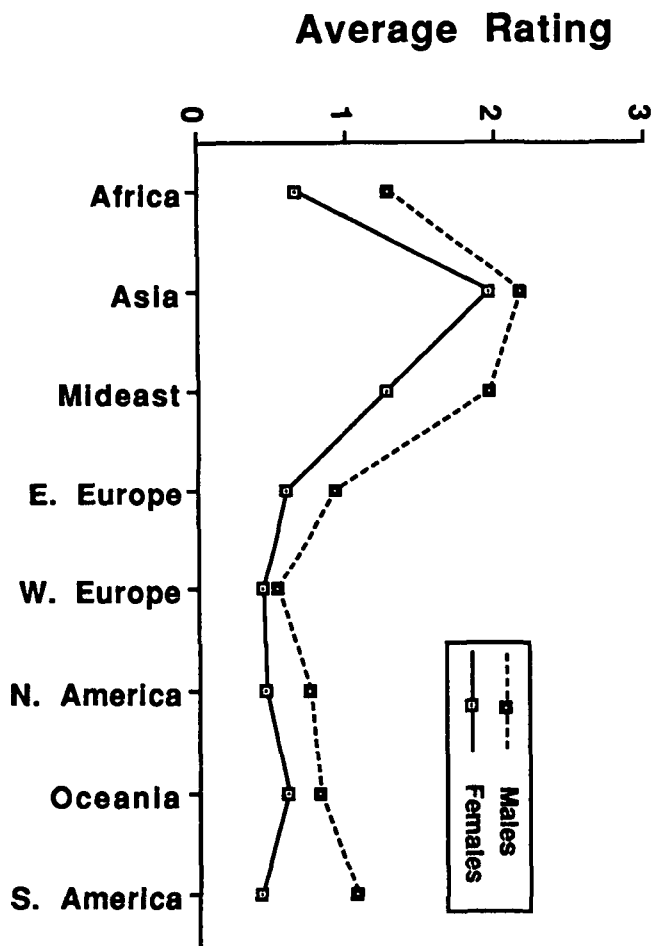 Average Rating
0
1
2
3
Africa
Asia
Mideast
E. Europe
W. Europe
N. America
Oceania
S. America
Males
Females